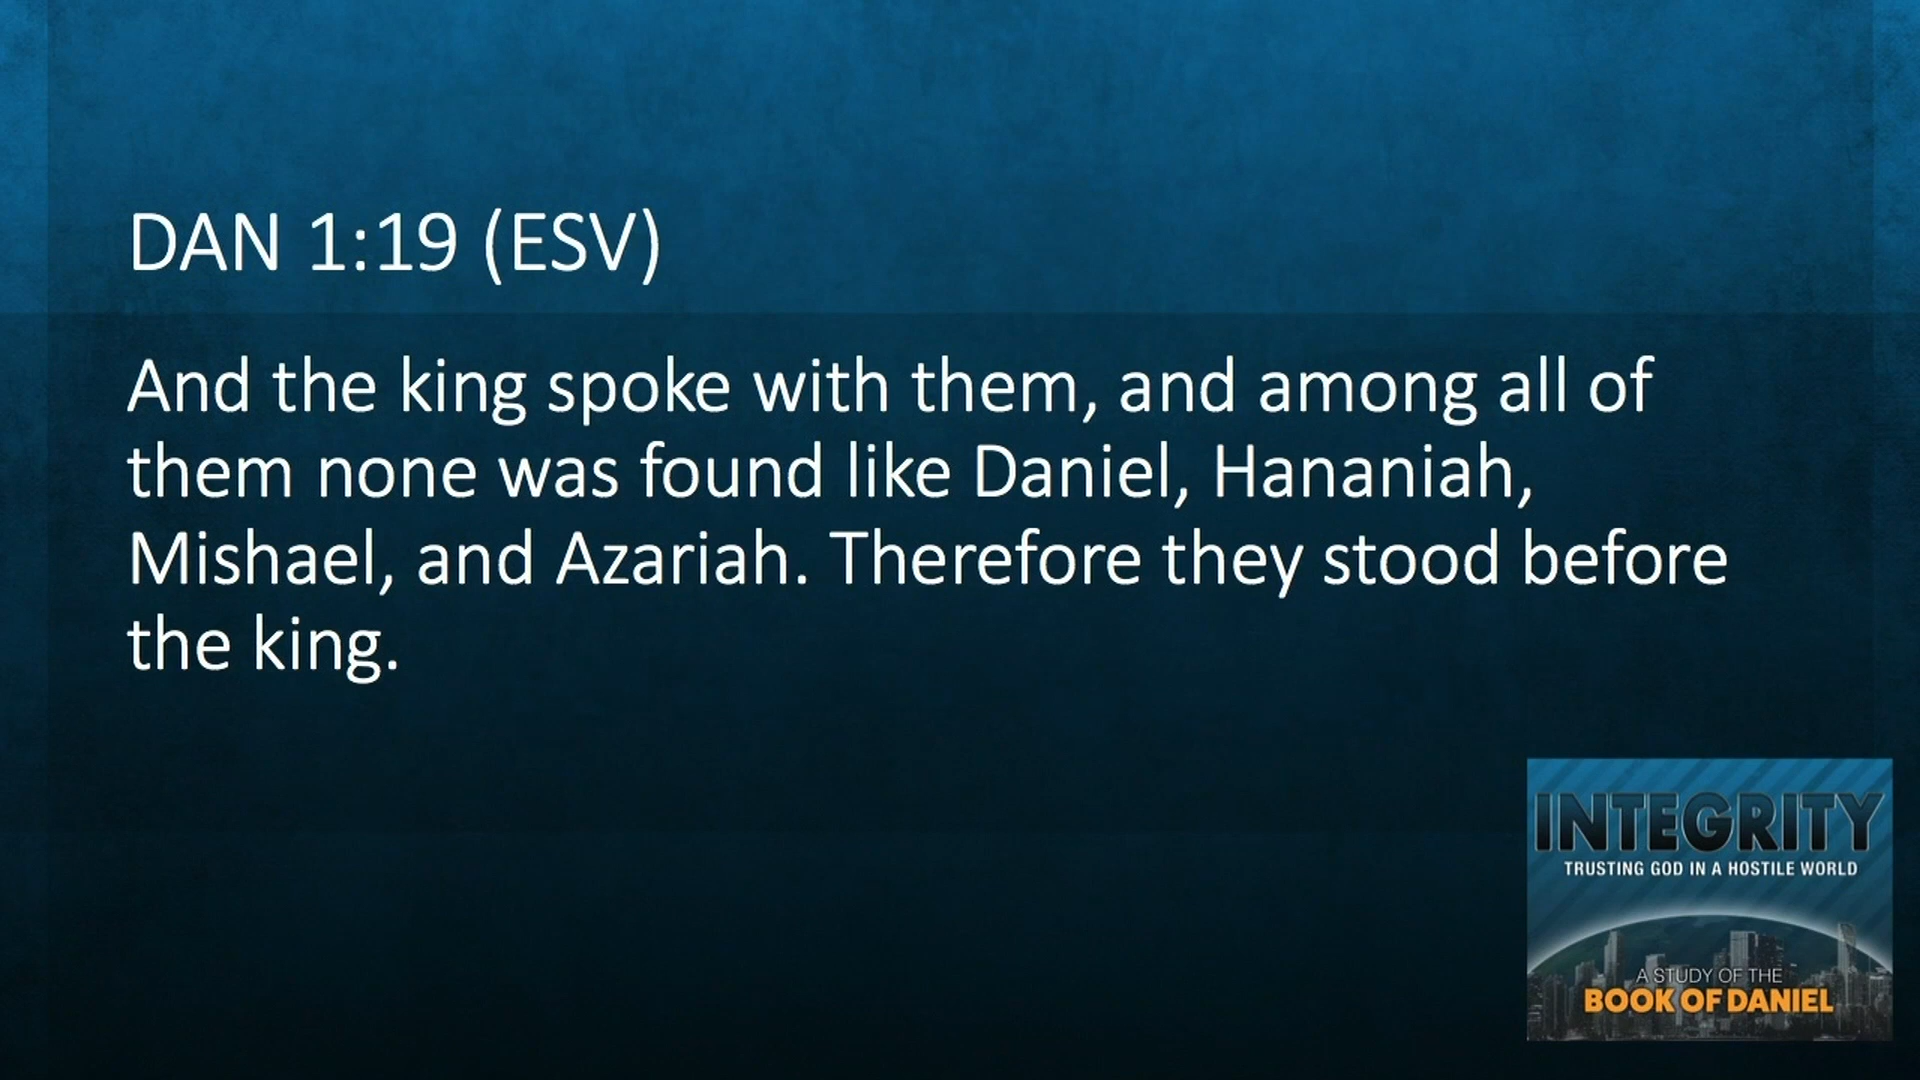 DAN 1:19 (ESV)
And the king spoke with them, and among all of
them none was found like Daniel, Hananiah,
Mishael, and Azariah. Therefore they stood before
the king.
INTEGRITY
TRUSTING GOD IN A HOSTILE WORLD
A STUDY OF THE
BOOK OF DANIEL